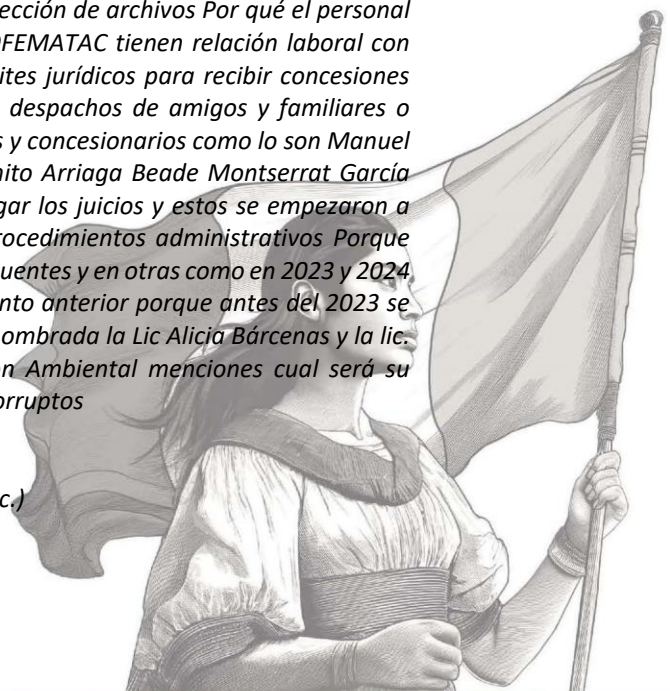 ección de archivos Por qué el personal
OFEMATAC tienen relación laboral con
ites jurídicos para recibir concesiones
despachos de amigos y familiares o
s y concesionarios como lo son Manuel
nito Arriaga Beade Montserrat García
gar los juicios y estos se empezaron a
rocedimientos administrativos Porque
uentes y en otras como en 2023 y 2024
nto anterior porque antes del 2023 se
ombrada la Lic Alicia Bárcenas y la lic.
ón Ambiental menciones cual será su
orruptos
c.)